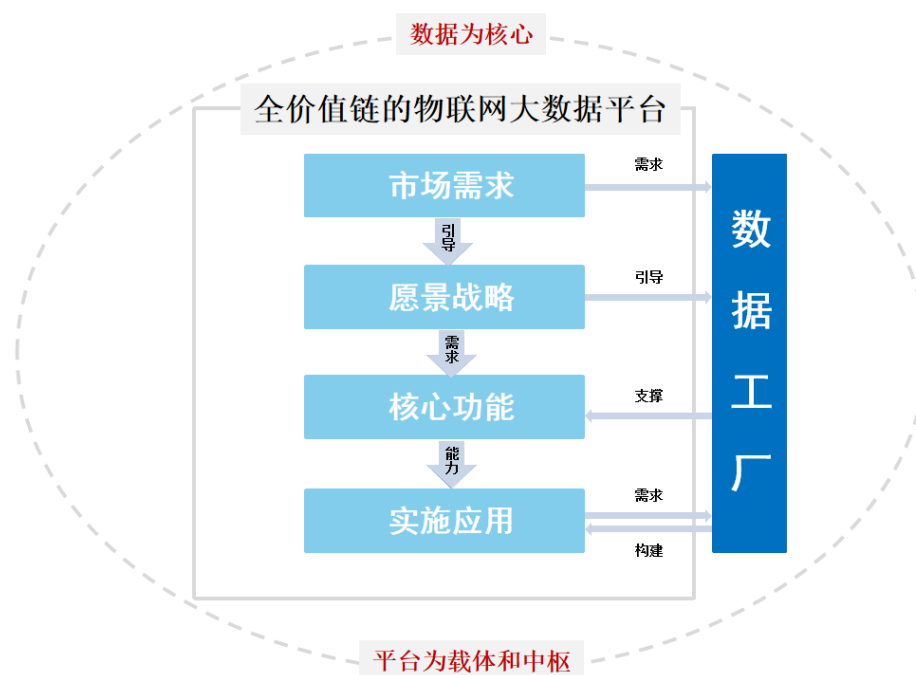 数据为核心
全价值链的物联网大数据平台
市场需求
需求
引导
愿景战略
引导
需求
核心功能
支撑
能力
实施应用
需求
构建
数据工厂
平台为载体和中枢